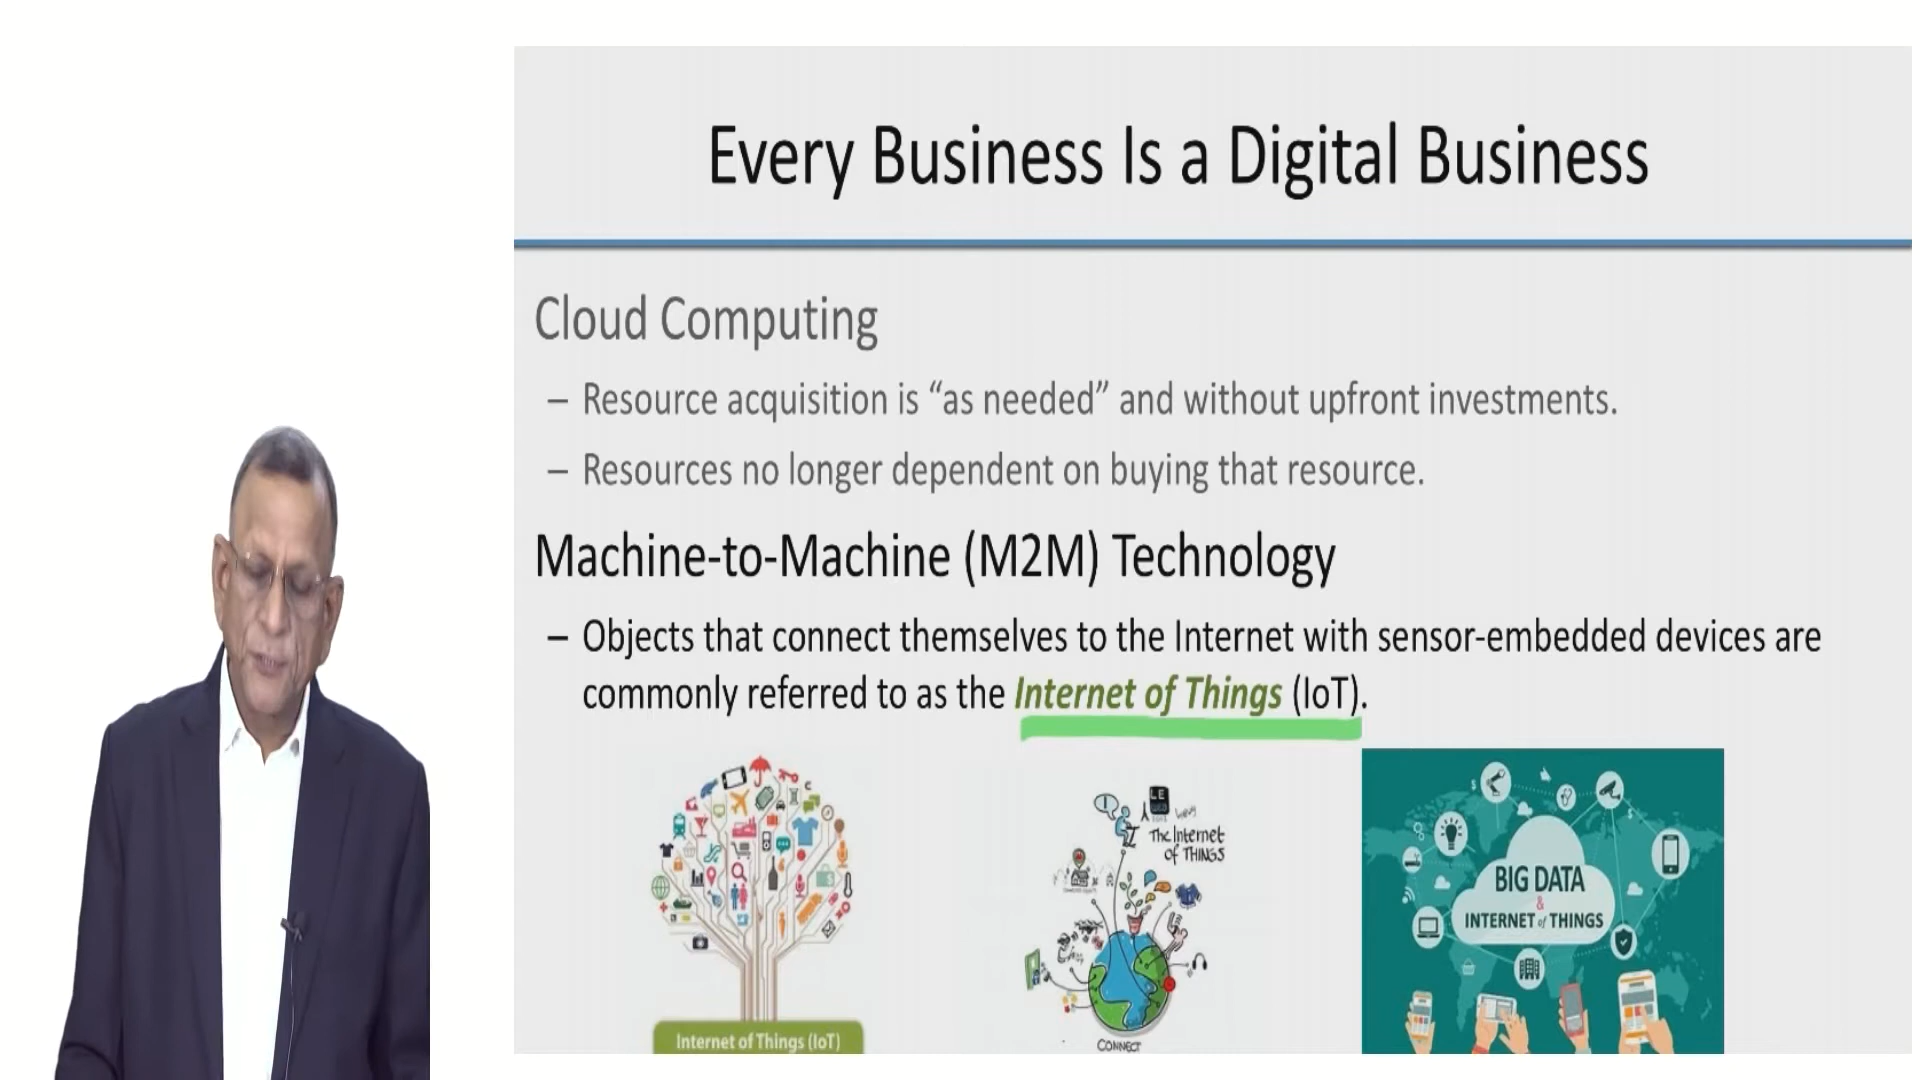 Every Business Is a Digital Business
Cloud Computing
– Resource acquisition is “as needed” and without upfront investments.
– Resources no longer dependent on buying that resource.
Machine-to-Machine (M2M) Technology
– Objects that connect themselves to the Internet with sensor-embedded devices are
commonly referred to as the Internet of Things (IoT).
LE
The Internet
of THINGS
BIG DATA
&
INTERNET of THINGS
Internet of Things (IoT)
CONNECT